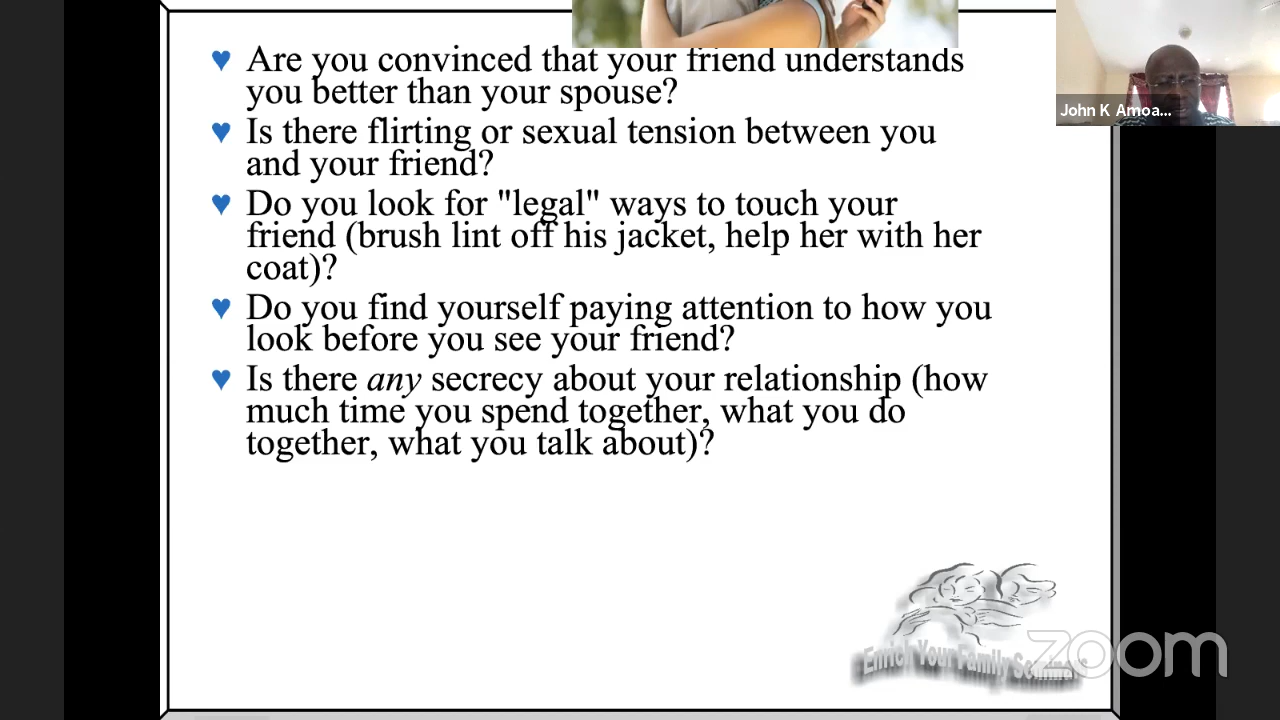 ♥ Are you convinced that your friend understands
you better than your spouse?
♥ Is there flirting or sexual tension between you
and your friend?
♥ Do you look for "legal" ways to touch your
friend (brush lint off his jacket, help her with her
coat)?
♥ Do you find yourself paying attention to how you
look before you see your friend?
♥ Is there any secrecy about your relationship (how
much time you spend together, what you do
together, what you talk about)?
John K Amoa...
Enrich Your Family Seminars
zoom